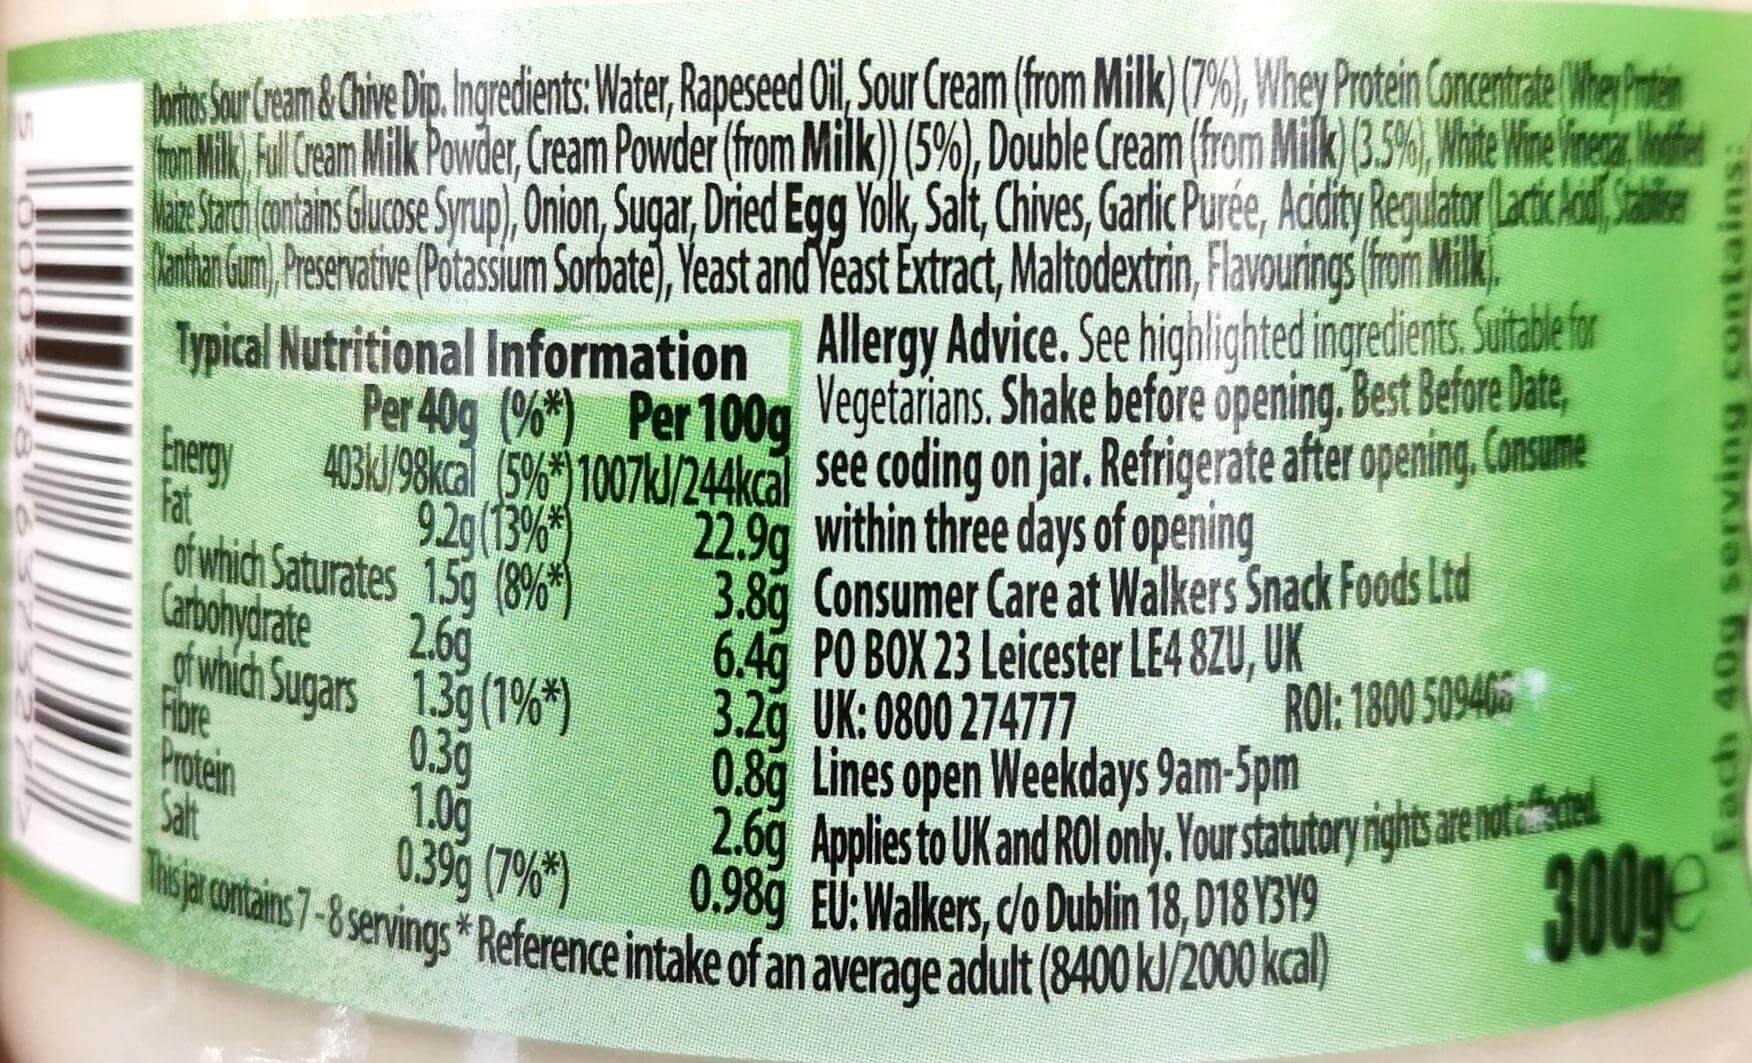 Doritos Sour Cream & Chive Dip. Ingredients: Water, Rapeseed Oil, Sour Cream (from Milk) (7%), Whey Protein Concentrate (Whey Protein
(from Milk), Full Cream Milk Powder, Cream Powder (from Milk)) (5%), Double Cream (from Milk) (3.5%), White Wine Vinegar, Modified
Maize Starch (contains Glucose Syrup), Onion, Sugar, Dried Egg Yolk, Salt, Chives, Garlic Purée, Acidity Regulator (Lactic Acid), Stabiliser
(Xanthan Gum), Preservative (Potassium Sorbate), Yeast and Yeast Extract, Maltodextrin, Flavourings (from Milk).
Typical Nutritional Information
Per 40g (%*) Per 100g
Energy 403kJ/98kcal (5%*) 1007kJ/244kcal
Fat 9.2g (13%*) 22.9g
of which Saturates 1.5g (8%*) 3.8g
Carbohydrate 2.6g 6.4g
of which Sugars 1.3g (1%*) 3.2g
Fibre 0.3g 0.8g
Protein 1.0g 2.6g
Salt 0.39g (7%*) 0.98g
This jar contains 7-8 servings * Reference intake of an average adult (8400 kJ/2000 kcal)
Allergy Advice. See highlighted ingredients. Suitable for
Vegetarians. Shake before opening. Best Before Date,
see coding on jar. Refrigerate after opening. Consume
within three days of opening
Consumer Care at Walkers Snack Foods Ltd
PO BOX 23 Leicester LE4 8ZU, UK
UK: 0800 274777 ROI: 1800 509408
Lines open Weekdays 9am-5pm
Applies to UK and ROI only. Your statutory rights are not affected.
EU: Walkers, c/o Dublin 18, D18 Y3Y9
300g e
Each 40g serving contains: